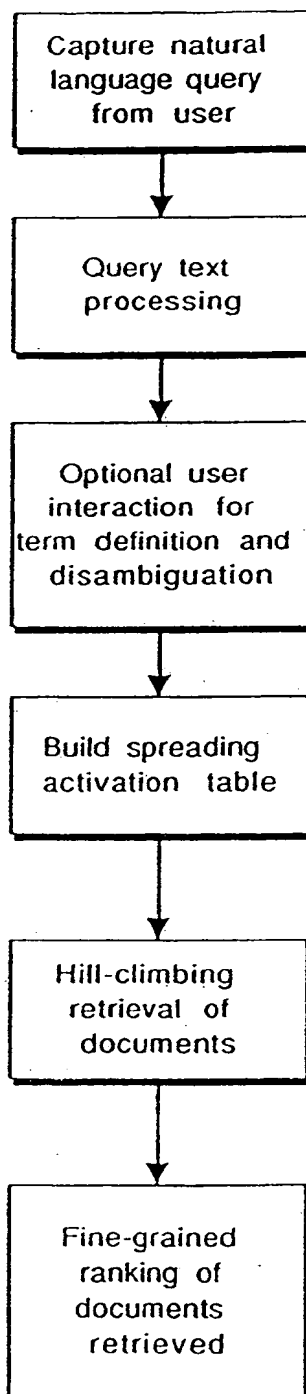 Capture natural
language query
from user
Query text
processing
Optional user
interaction for
term definition and
disambiguation
Build spreading
activation table
Hill-climbing
retrieval of
documents
Fine-grained
ranking of
documents
retrieved